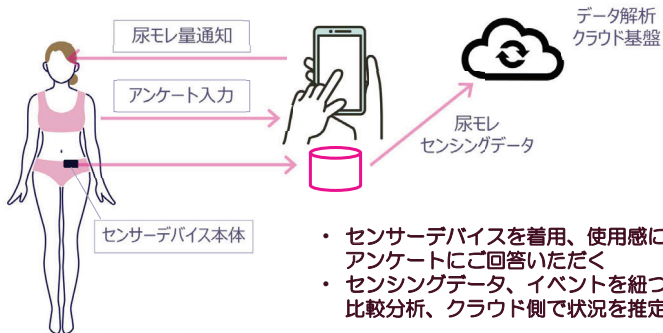 尿モレ量通知
アンケート入力
センサーデバイス本体
データ解析
クラウド基盤
尿モレ
センシングデータ
・ センサーデバイスを着用、使用感に
アンケートにご回答いただく
・ センシングデータ、イベントを紐つ
比較分析、クラウド側で状況を推定